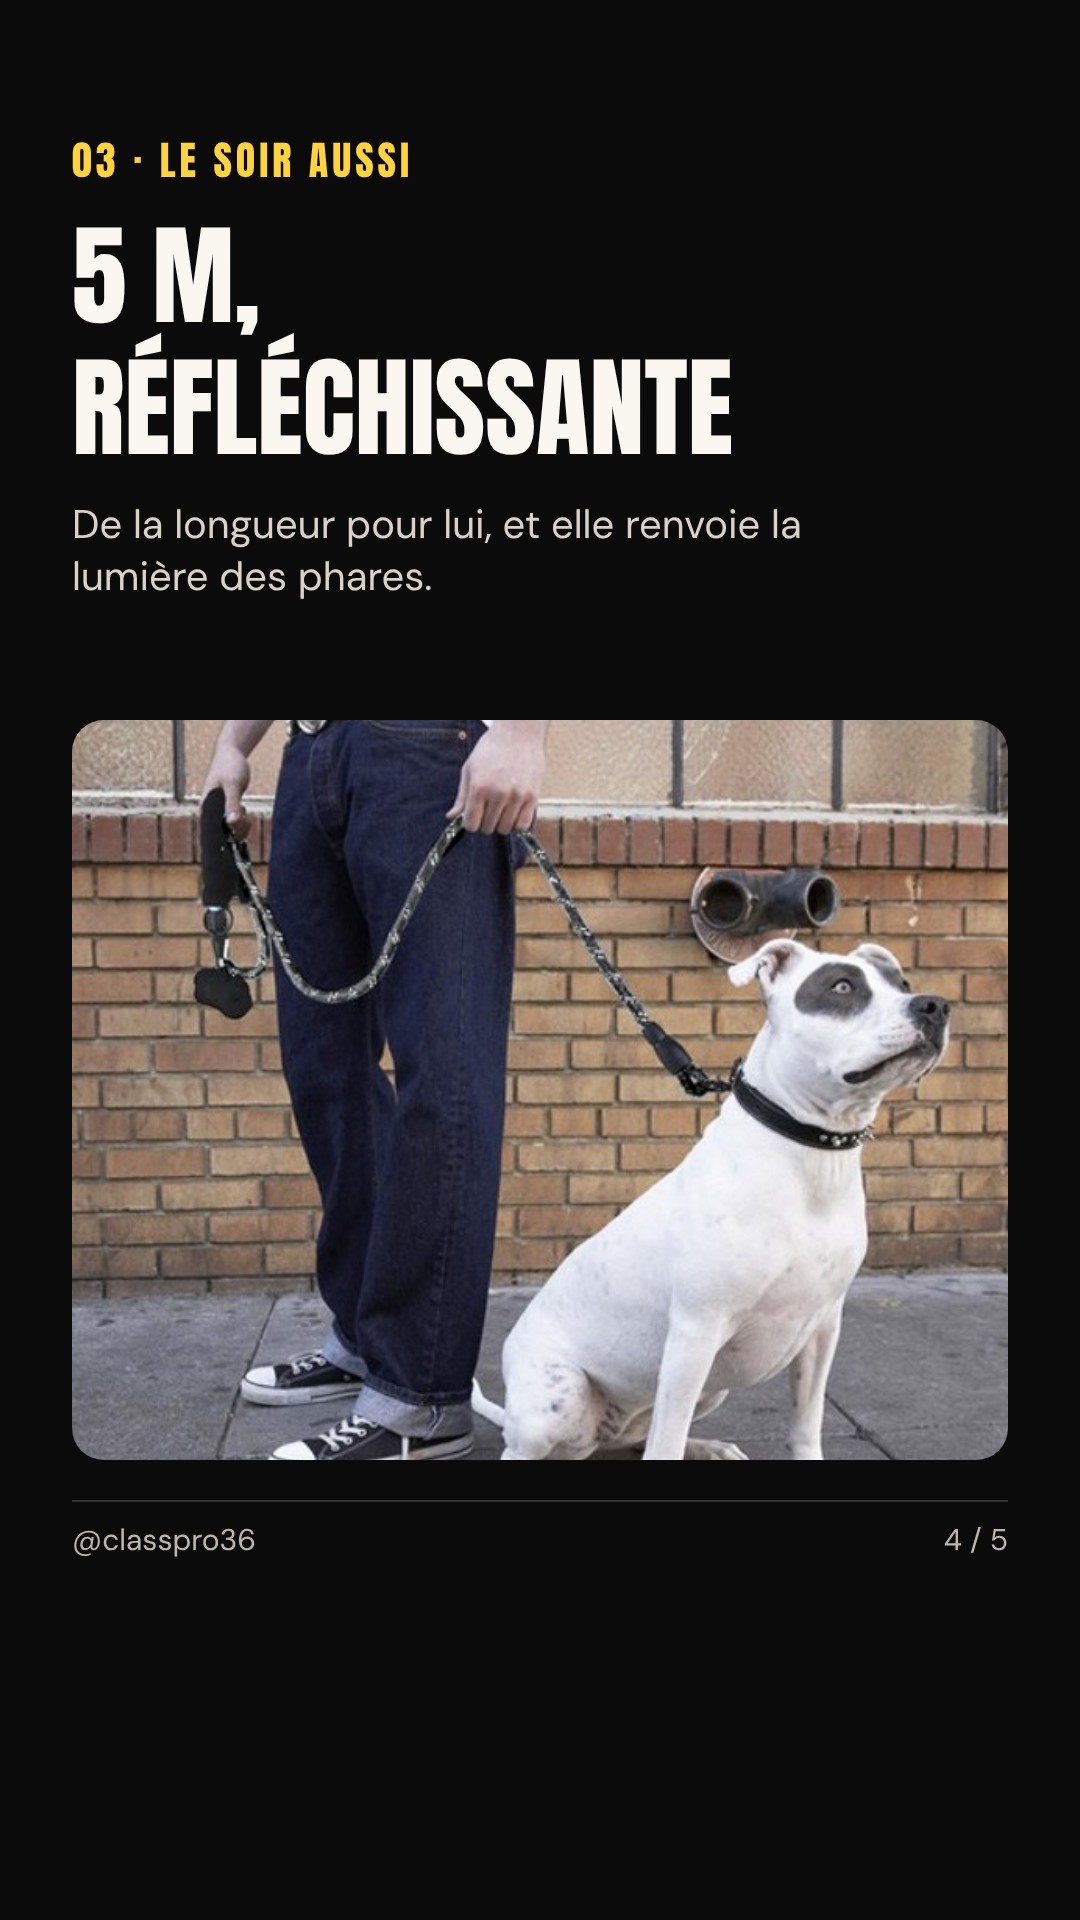 03 · LE SOIR AUSSI
5 M,
RÉFLÉCHISSANTE
De la longueur pour lui, et elle renvoie la
lumière des phares.
@classpro36
4 / 5